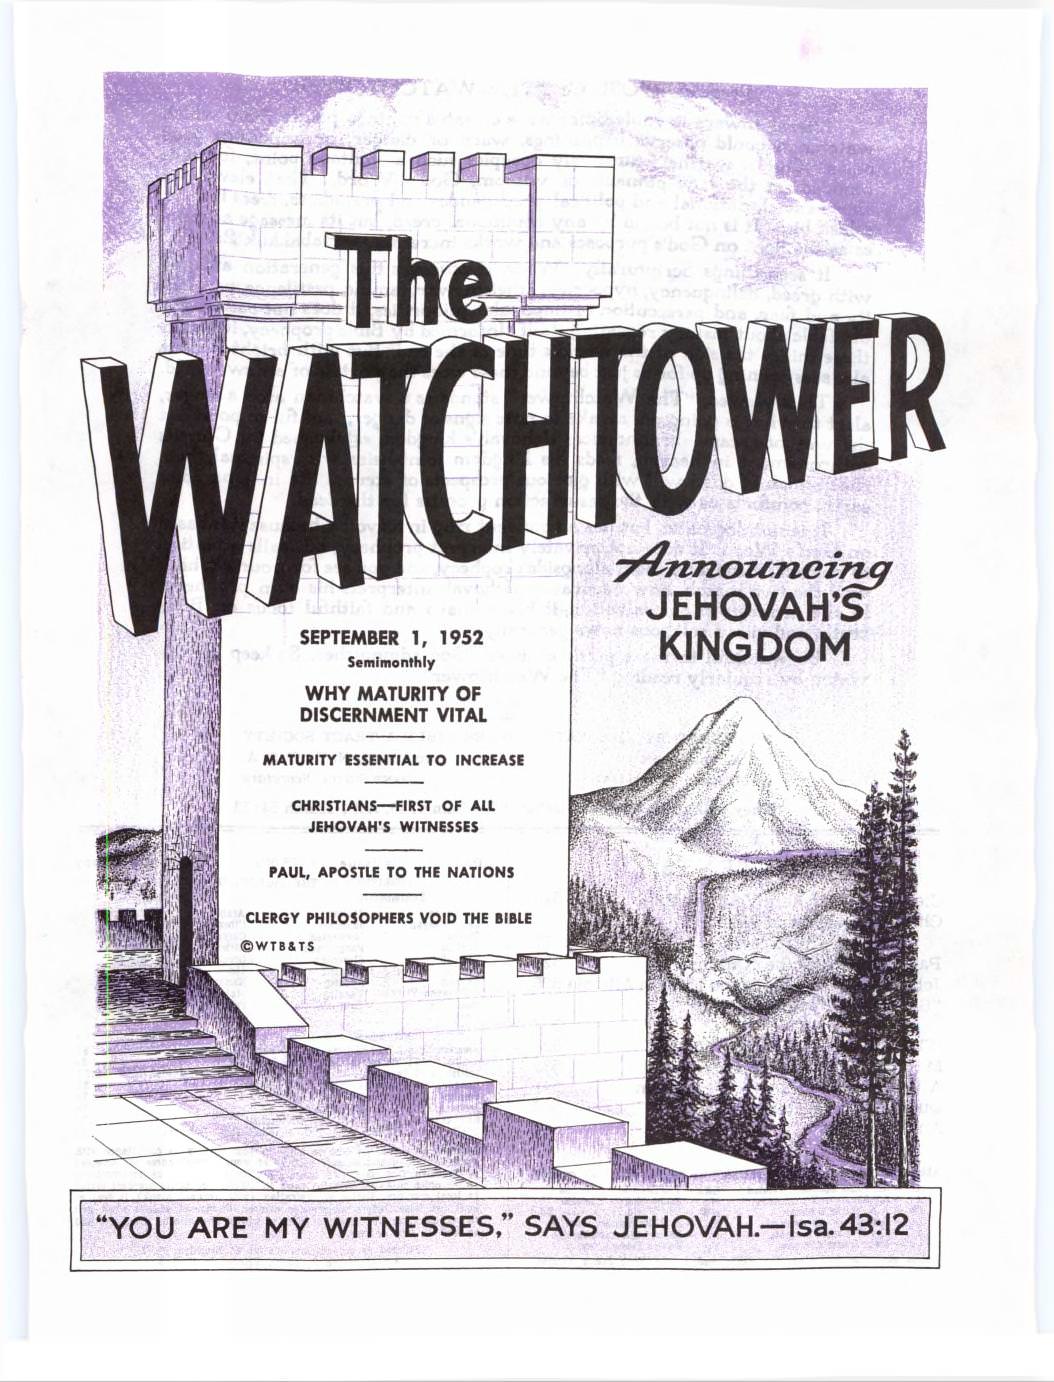 The
WATCHTOWER
Announcing
JEHOVAH'S
KINGDOM
SEPTEMBER 1, 1952
Semimonthly
WHY MATURITY OF
DISCERNMENT VITAL
MATURITY ESSENTIAL TO INCREASE
CHRISTIANS—FIRST OF ALL
JEHOVAH'S WITNESSES
PAUL, APOSTLE TO THE NATIONS
CLERGY PHILOSOPHERS VOID THE BIBLE
©WTB&TS
“YOU ARE MY WITNESSES,” SAYS JEHOVAH.—Isa. 43:12